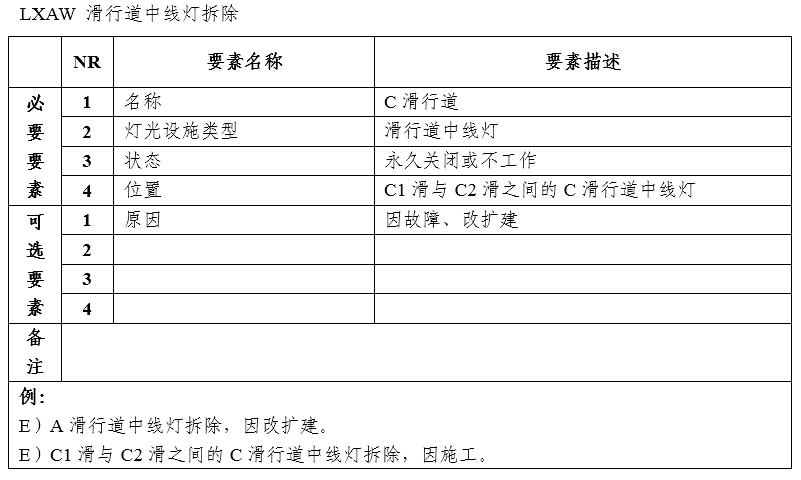 LXAW 滑行道中线灯拆除
NR 要素名称 要素描述
必要要素
1 名称 C 滑行道
2 灯光设施类型 滑行道中线灯
3 状态 永久关闭或不工作
4 位置 C1 滑与 C2 滑之间的 C 滑行道中线灯
可选要素
1 原因 因故障、改扩建
2
3
4
备注
例：
E）A 滑行道中线灯拆除，因改扩建。
E）C1 滑与 C2 滑之间的 C 滑行道中线灯拆除，因施工。